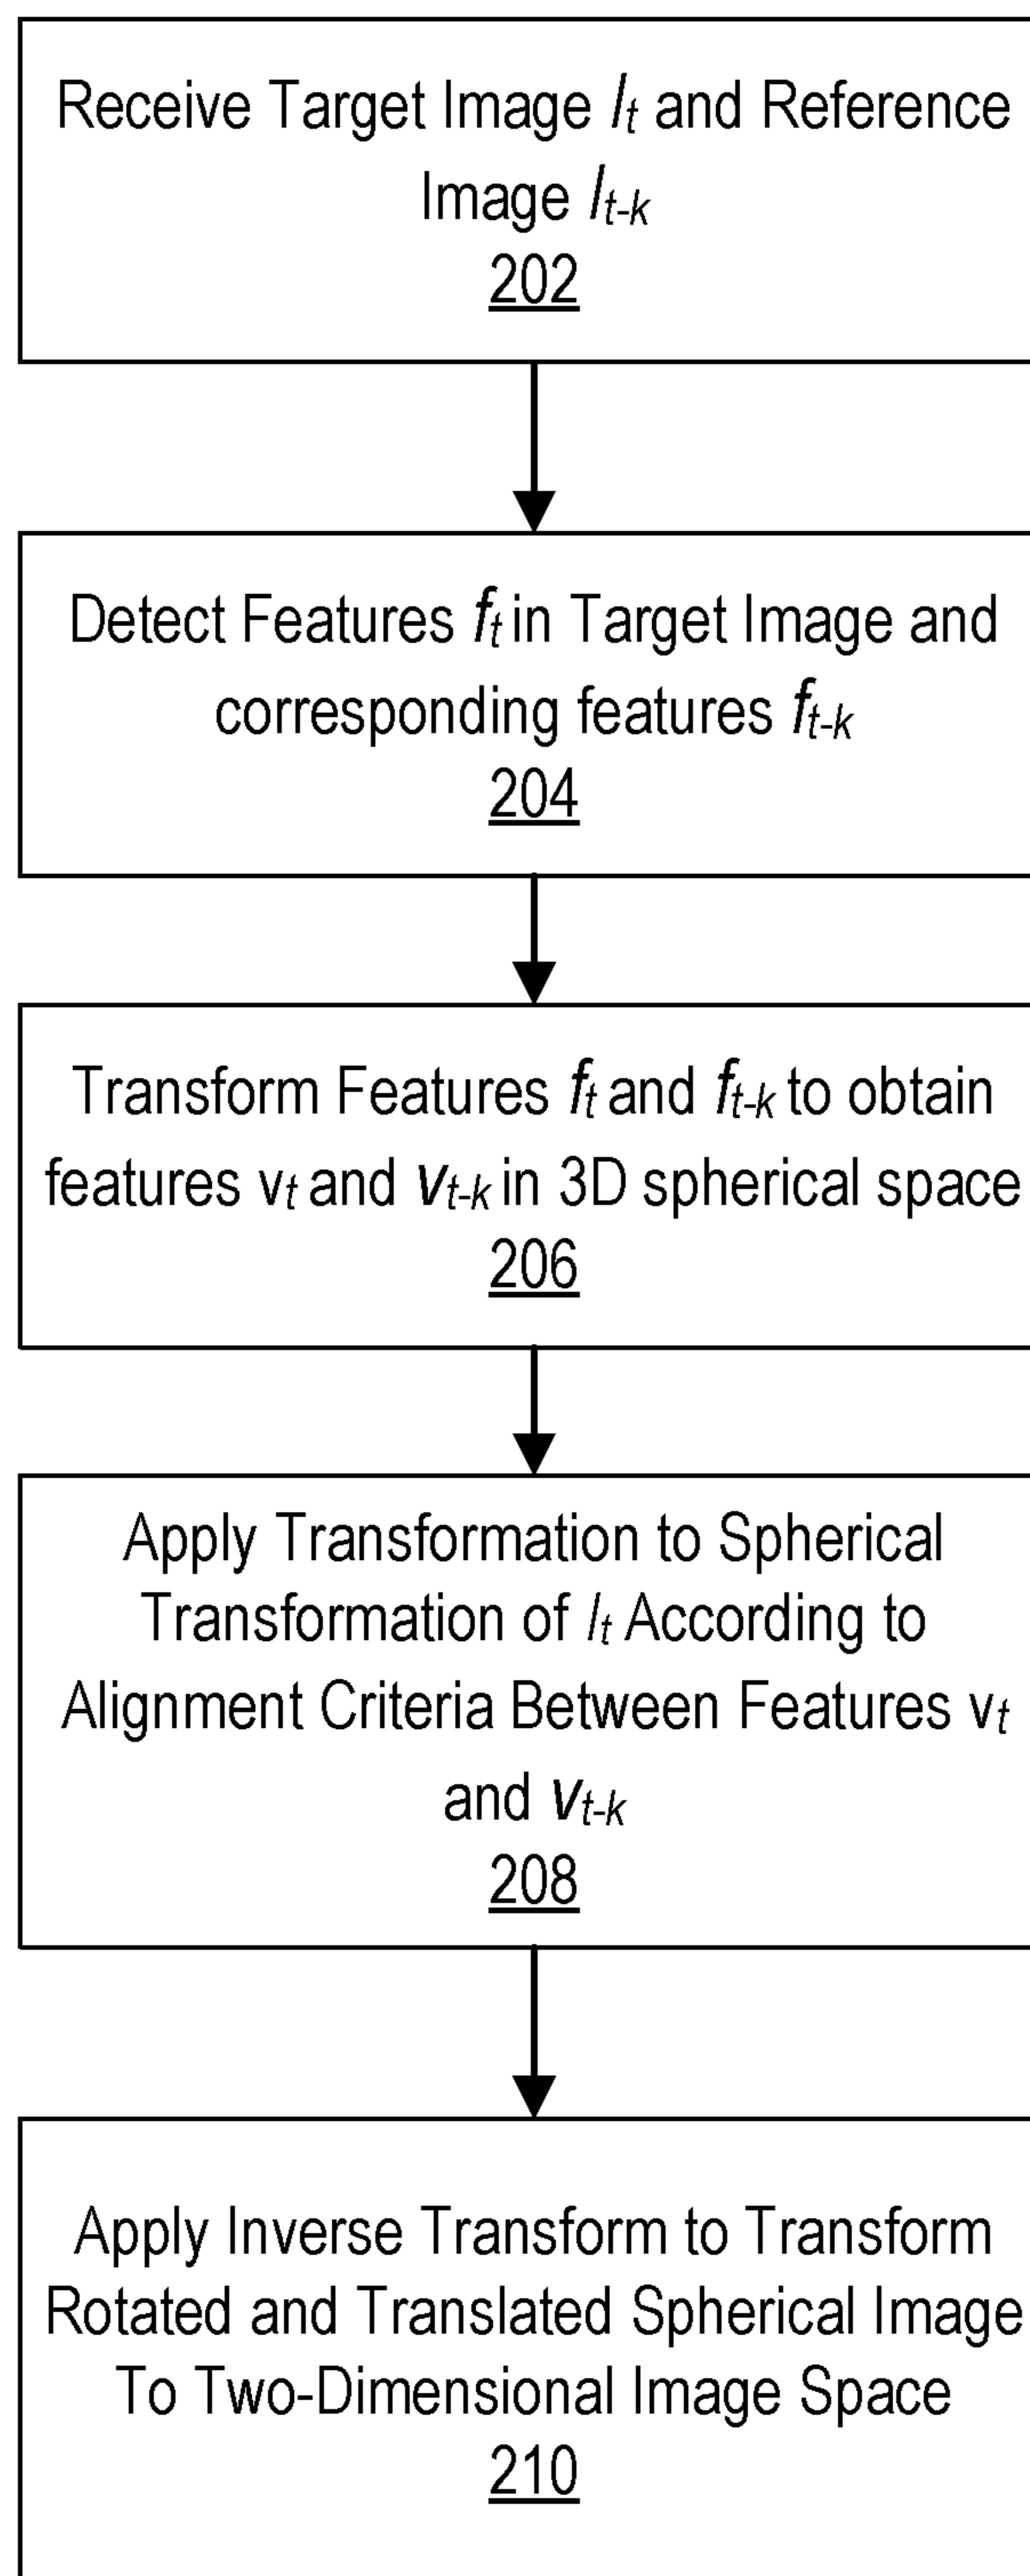 Receive Target Image Iₜ and Reference
Image Iₜ₋ₖ
202
Detect Features fₜ in Target Image and
corresponding features fₜ₋ₖ
204
Transform Features fₜ and fₜ₋ₖ to obtain
features vₜ and vₜ₋ₖ in 3D spherical space
206
Apply Transformation to Spherical
Transformation of Iₜ According to
Alignment Criteria Between Features vₜ
and vₜ₋ₖ
208
Apply Inverse Transform to Transform
Rotated and Translated Spherical Image
To Two-Dimensional Image Space
210